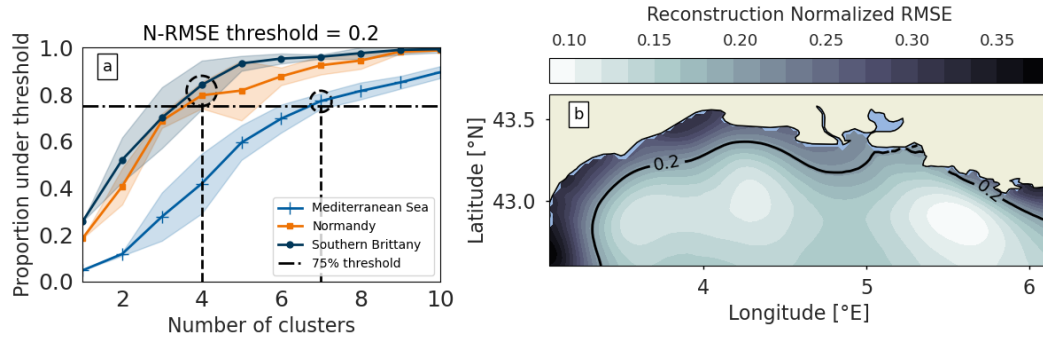 N-RMSE threshold = 0.2
a
Proportion under threshold
1.0
0.8
0.6
0.4
0.2
0.0
Mediterranean Sea
Normandy
Southern Brittany
75% threshold
2 4 6 8 10
Number of clusters
Reconstruction Normalized RMSE
0.10 0.15 0.20 0.25 0.30 0.35
b
Latitude [°N]
43.5
43.0
0.2
0.2
4 5 6
Longitude [°E]